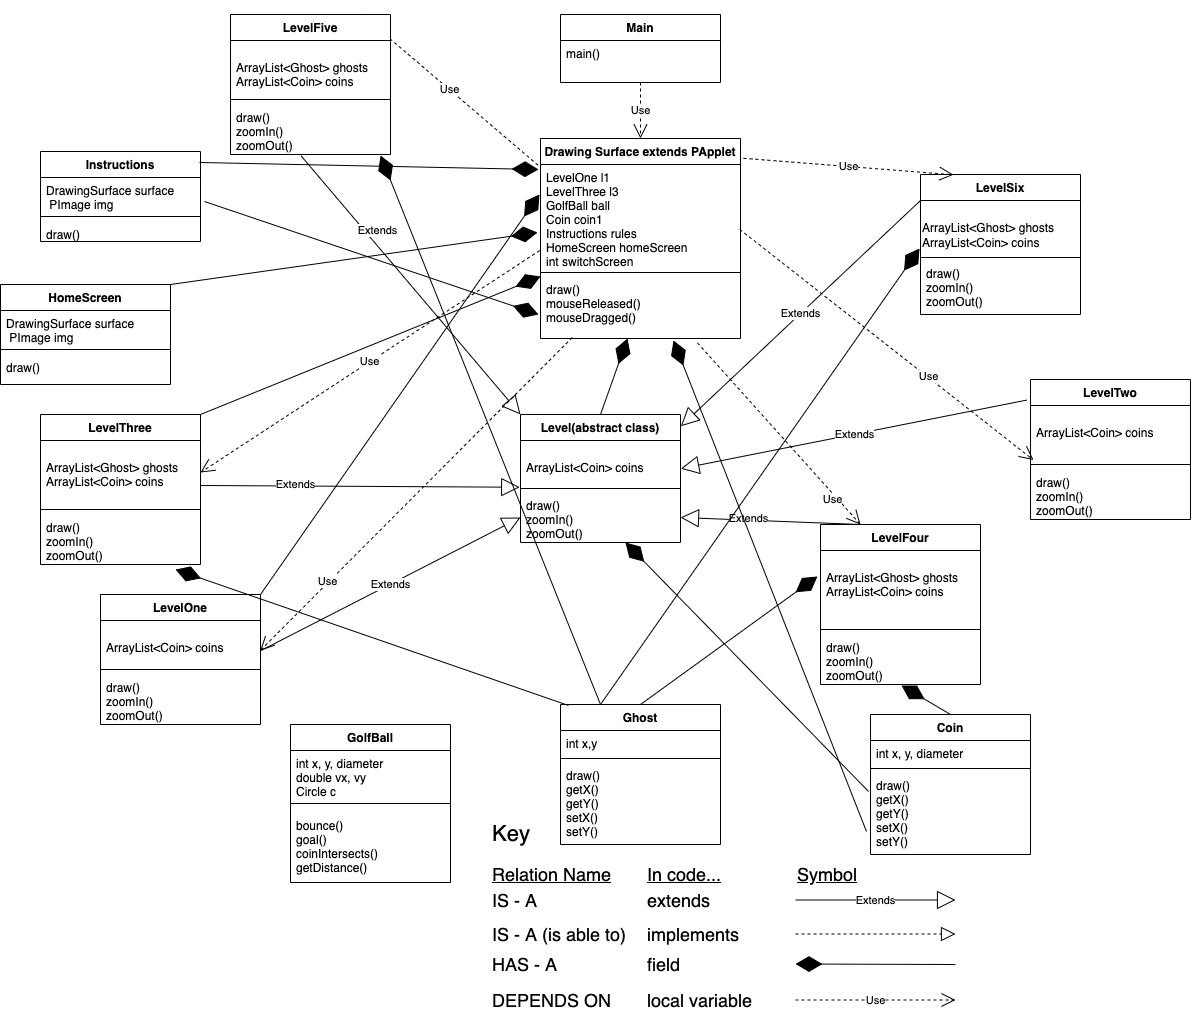 LevelFive
ArrayList<Ghost> ghosts
ArrayList<Coin> coins
draw()
zoomIn()
zoomOut()
Main
main()
Use
Use
Instructions
DrawingSurface surface
PImage img
draw()
Drawing Surface extends PApplet
LevelOne l1
LevelThree l3
GolfBall ball
Coin coin1
Instructions rules
HomeScreen homeScreen
int switchScreen
draw()
mouseReleased()
mouseDragged()
Use
LevelSix
ArrayList<Ghost> ghosts
ArrayList<Coin> coins
draw()
zoomIn()
zoomOut()
Extends
HomeScreen
DrawingSurface surface
PImage img
draw()
Extends
Use
Use
LevelTwo
ArrayList<Coin> coins
draw()
zoomIn()
zoomOut()
LevelThree
ArrayList<Ghost> ghosts
ArrayList<Coin> coins
draw()
zoomIn()
zoomOut()
Extends
Level(abstract class)
ArrayList<Coin> coins
draw()
zoomIn()
zoomOut()
Extends
Use
Extends
LevelFour
ArrayList<Ghost> ghosts
ArrayList<Coin> coins
draw()
zoomIn()
zoomOut()
Use
Extends
LevelOne
ArrayList<Coin> coins
draw()
zoomIn()
zoomOut()
GolfBall
int x, y, diameter
double vx, vy
Circle c
bounce()
goal()
coinIntersects()
getDistance()
Ghost
int x,y
draw()
getX()
getY()
setX()
setY()
Coin
int x, y, diameter
draw()
getX()
getY()
setX()
setY()
Key
Relation Name In code... Symbol
IS - A extends Extends
IS - A (is able to) implements
HAS - A field
DEPENDS ON local variable Use